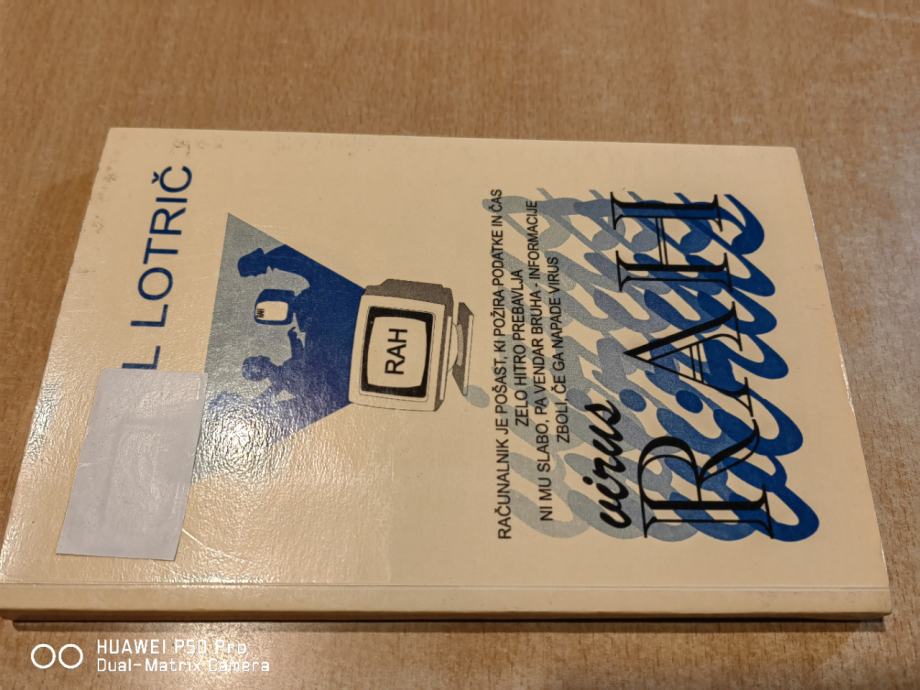 L LOTRIČ
RAH
RAČUNALNIK JE POŠAST, KI POŽIRA PODATKE IN ČAS
ZELO HITRO PREBAVLJA
NI MU SLABO, PA VENDAR BRUHA - INFORMACIJE
ZBOLI, ČE GA NAPADE VIRUS
virus
RAH
virus
HUAWEI P50 Pro
Dual-Matrix Camera